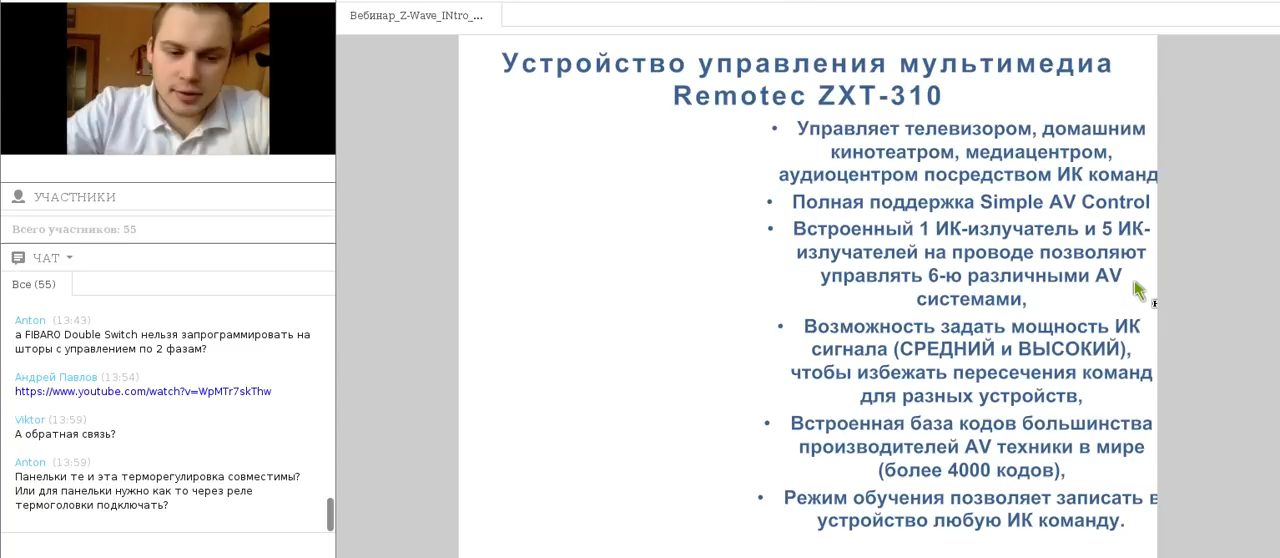 Вебинар_Z-Wave_INtro_...
УЧАСТНИКИ
Всего участников: 55
ЧАТ
Все (55)
Anton (13:43)
а FIBARO Double Switch нельзя запрограммировать на
шторы с управлением по 2 фазам?
Андрей Павлов (13:54)
https://www.youtube.com/watch?v=WpMTr7skThw
Viktor (13:59)
А обратная связь?
Anton (13:59)
Панельки те и эта терморегулировка совместимы?
Или для панельки нужно как то через реле
термоголовки подключать?
Устройство управления мультимедиа
Remotec ZXT-310
• Управляет телевизором, домашним
кинотеатром, медиацентром,
аудиоцентром посредством ИК команд
• Полная поддержка Simple AV Control
• Встроенный 1 ИК-излучатель и 5 ИК-
излучателей на проводе позволяют
управлять 6-ю различными AV
системами,
• Возможность задать мощность ИК
сигнала (СРЕДНИЙ и ВЫСОКИЙ),
чтобы избежать пересечения команд
для разных устройств,
• Встроенная база кодов большинства
производителей AV техники в мире
(более 4000 кодов),
• Режим обучения позволяет записать в
устройство любую ИК команду.